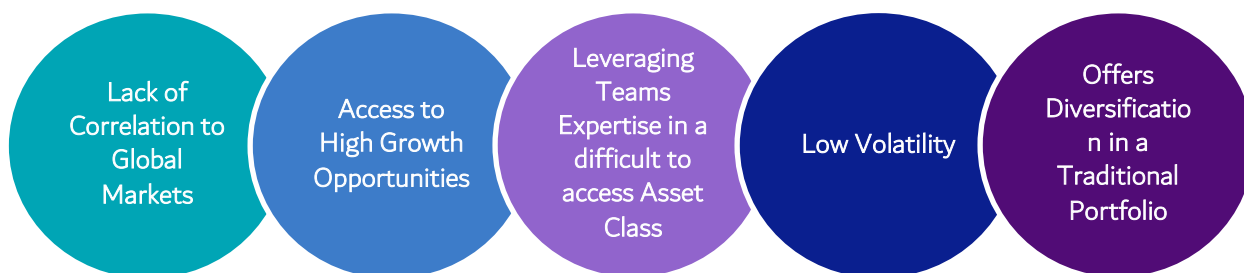 Lack of
Correlation to
Global
Markets
Access to
High Growth
Opportunities
Leveraging
Teams
Expertise in a
difficult to
access Asset
Class
Low Volatility
Offers
Diversificatio
n in a
Traditional
Portfolio